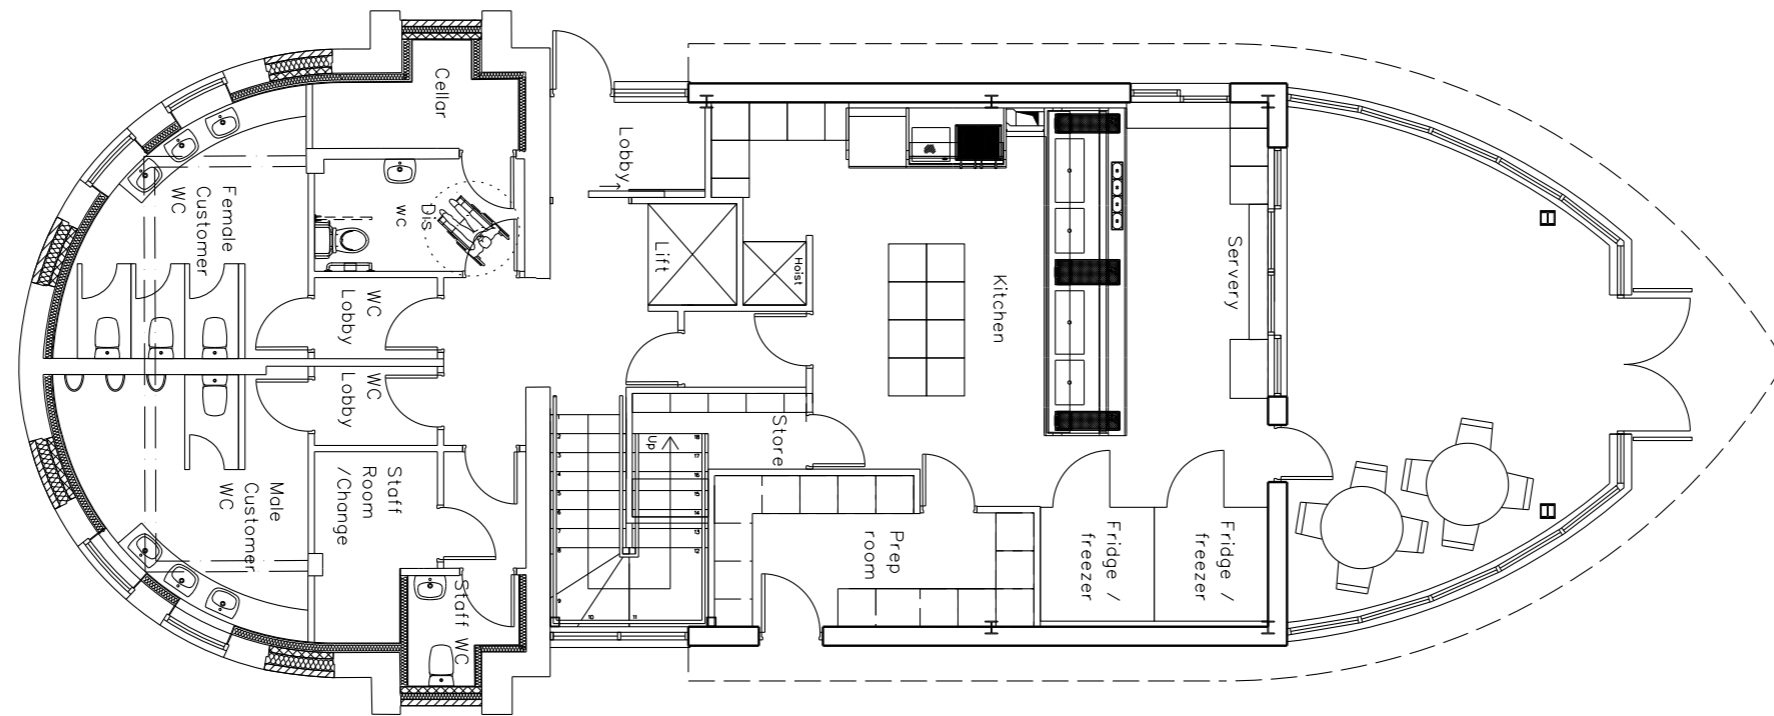 Cellar
Lobby
Female
Customer
WC
Dis
WC
Lift
Hoist
Kitchen
Servery
WC
Lobby
WC
Lobby
Up
Store
Staff
Room
/Change
Male
Customer
WC
Staff WC
Prep
room
Fridge /
freezer
Fridge /
freezer